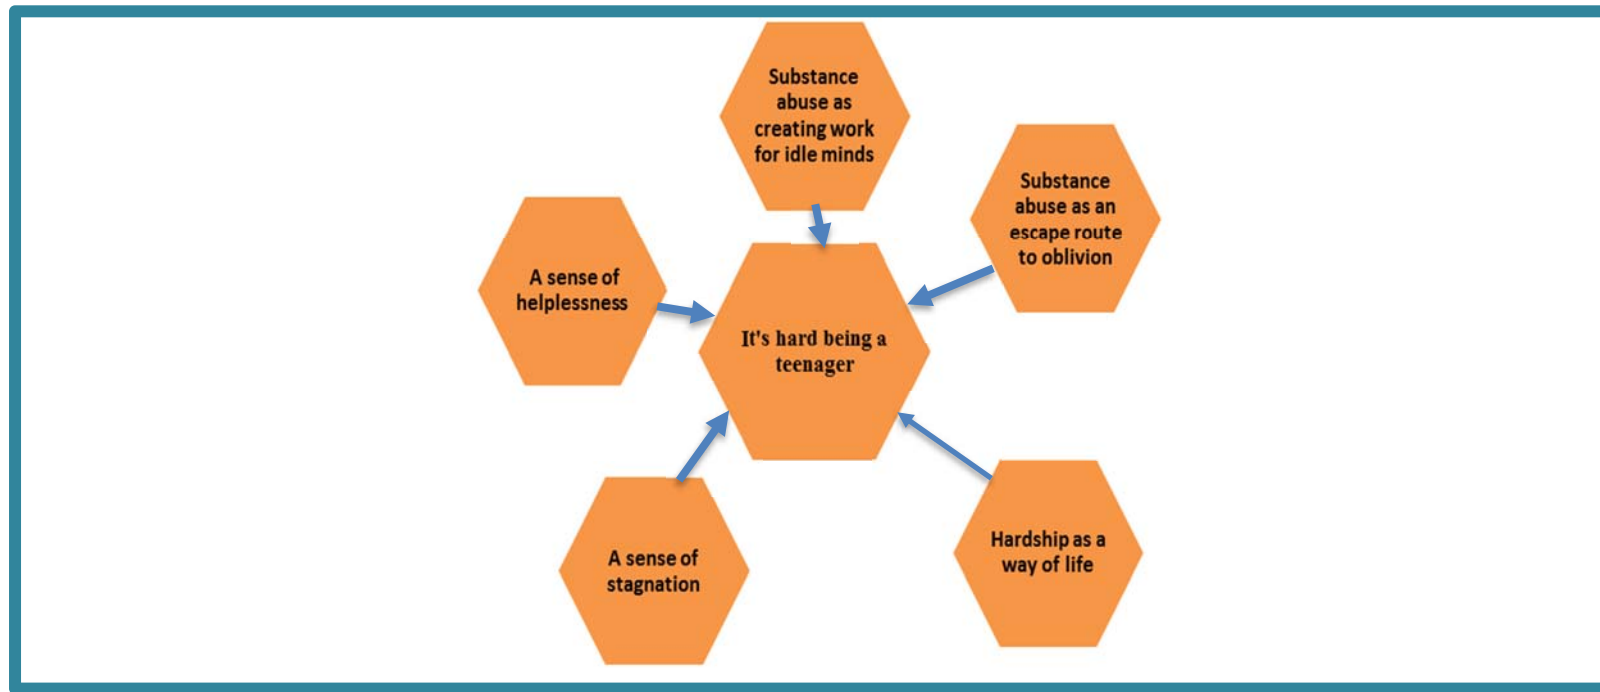 Substance
abuse as
creating work
for idle minds
Substance
abuse as an
escape route
to oblivion
A sense of
helplessness
It's hard being a
teenager
Hardship as a
way of life
A sense of
stagnation